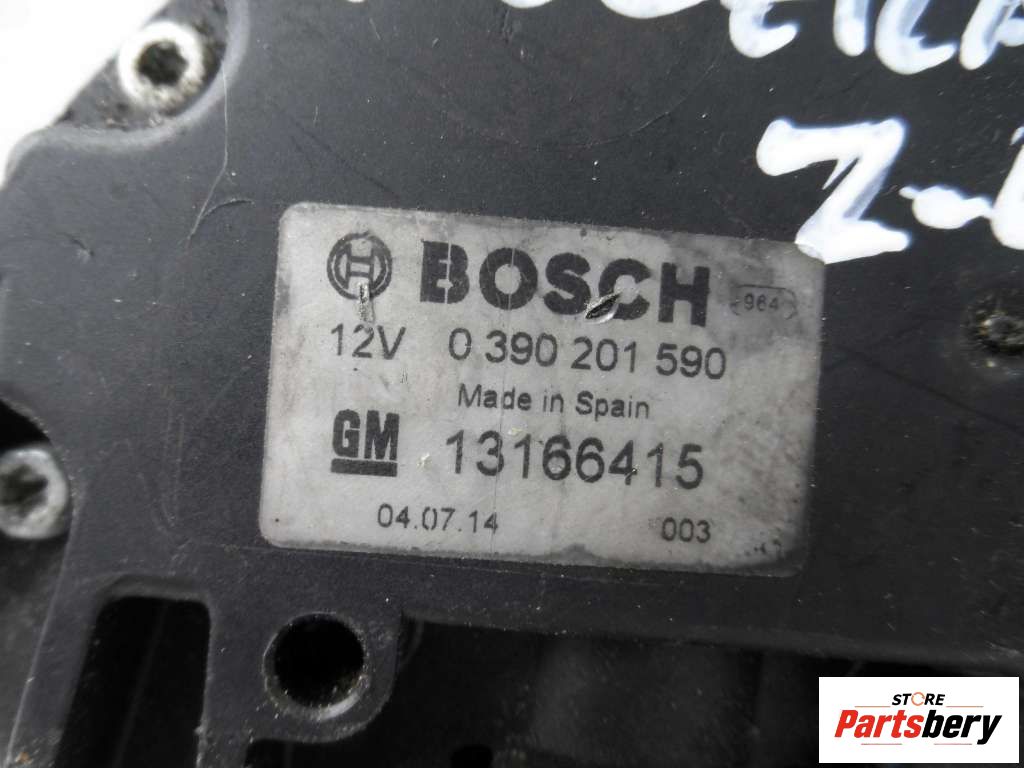 BOSCH
964
12V 0 390 201 590
Made in Spain
GM 13166415
04.07.14 003
STORE
Partsbery